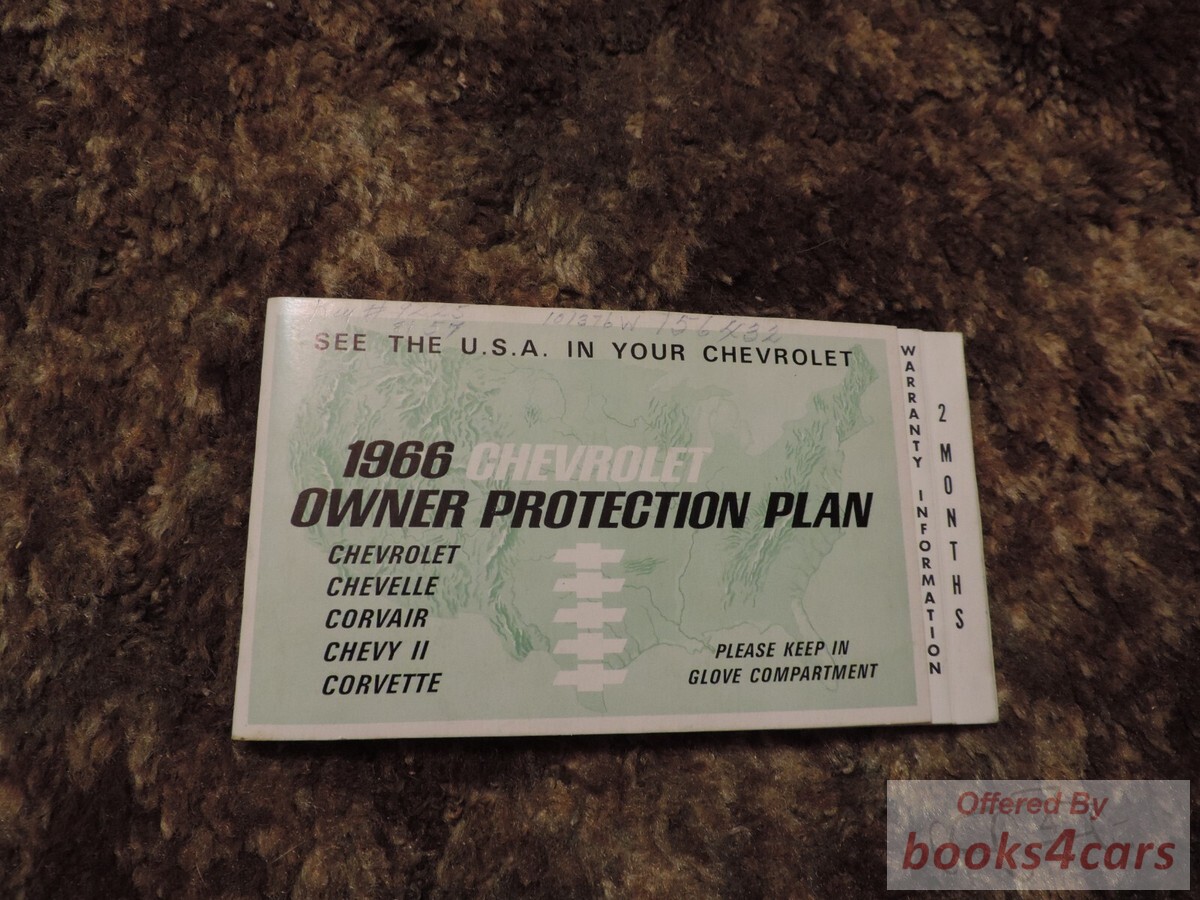 Key #
SEE THE U.S.A. IN YOUR CHEVROLET
1966 CHEVROLET
OWNER PROTECTION PLAN
CHEVROLET
CHEVELLE
CORVAIR
CHEVY II
CORVETTE
PLEASE KEEP IN
GLOVE COMPARTMENT
WARRANTY INFORMATION
2 MONTHS
Offered By
books4cars